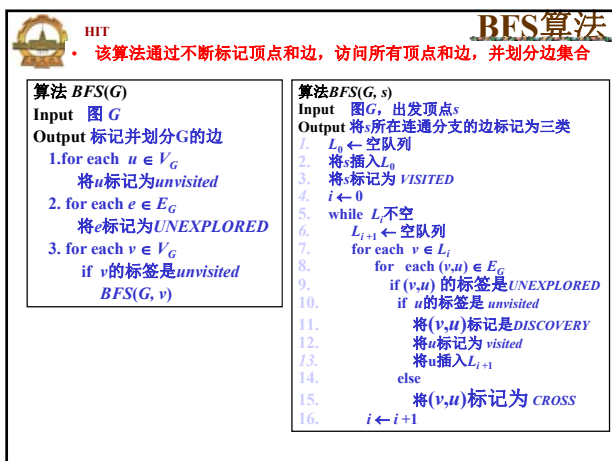 HIT
BFS算法
• 该算法通过不断标记顶点和边，访问所有顶点和边，并划分边集合
算法 BFS(G)
Input 图 G
Output 标记并划分G的边
1.for each u ∈ V_G
将u标记为unvisited
2. for each e ∈ E_G
将e标记为UNEXPLORED
3. for each v ∈ V_G
if v的标签是unvisited
BFS(G, v)
算法BFS(G, s)
Input 图G，出发顶点s
Output 将s所在连通分支的边标记为三类
1. L_0 ← 空队列
2. 将s插入L_0
3. 将s标记为 VISITED
4. i ← 0
5. while L_i不空
6. L_{i+1} ← 空队列
7. for each v ∈ L_i
8. for each (v,u) ∈ E_G
9. if (v,u) 的标签是UNEXPLORED
10. if u的标签是 unvisited
11. 将(v,u)标记是DISCOVERY
12. 将u标记为 visited
13. 将u插入L_{i+1}
14. else
15. 将(v,u)标记为 CROSS
16. i ← i +1